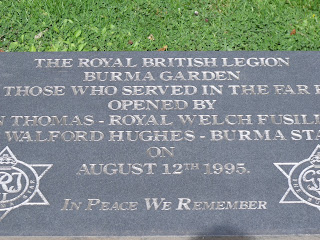 THE ROYAL BRITISH LEGION
BURMA GARDEN
THOSE WHO SERVED IN THE FAR
OPENED BY
THOMAS - ROYAL WELCH
WALFORD HUGHES - BURMA
ON
AUGUST 12TH 1995.
IN PEACE WE REMEMBER
STAR